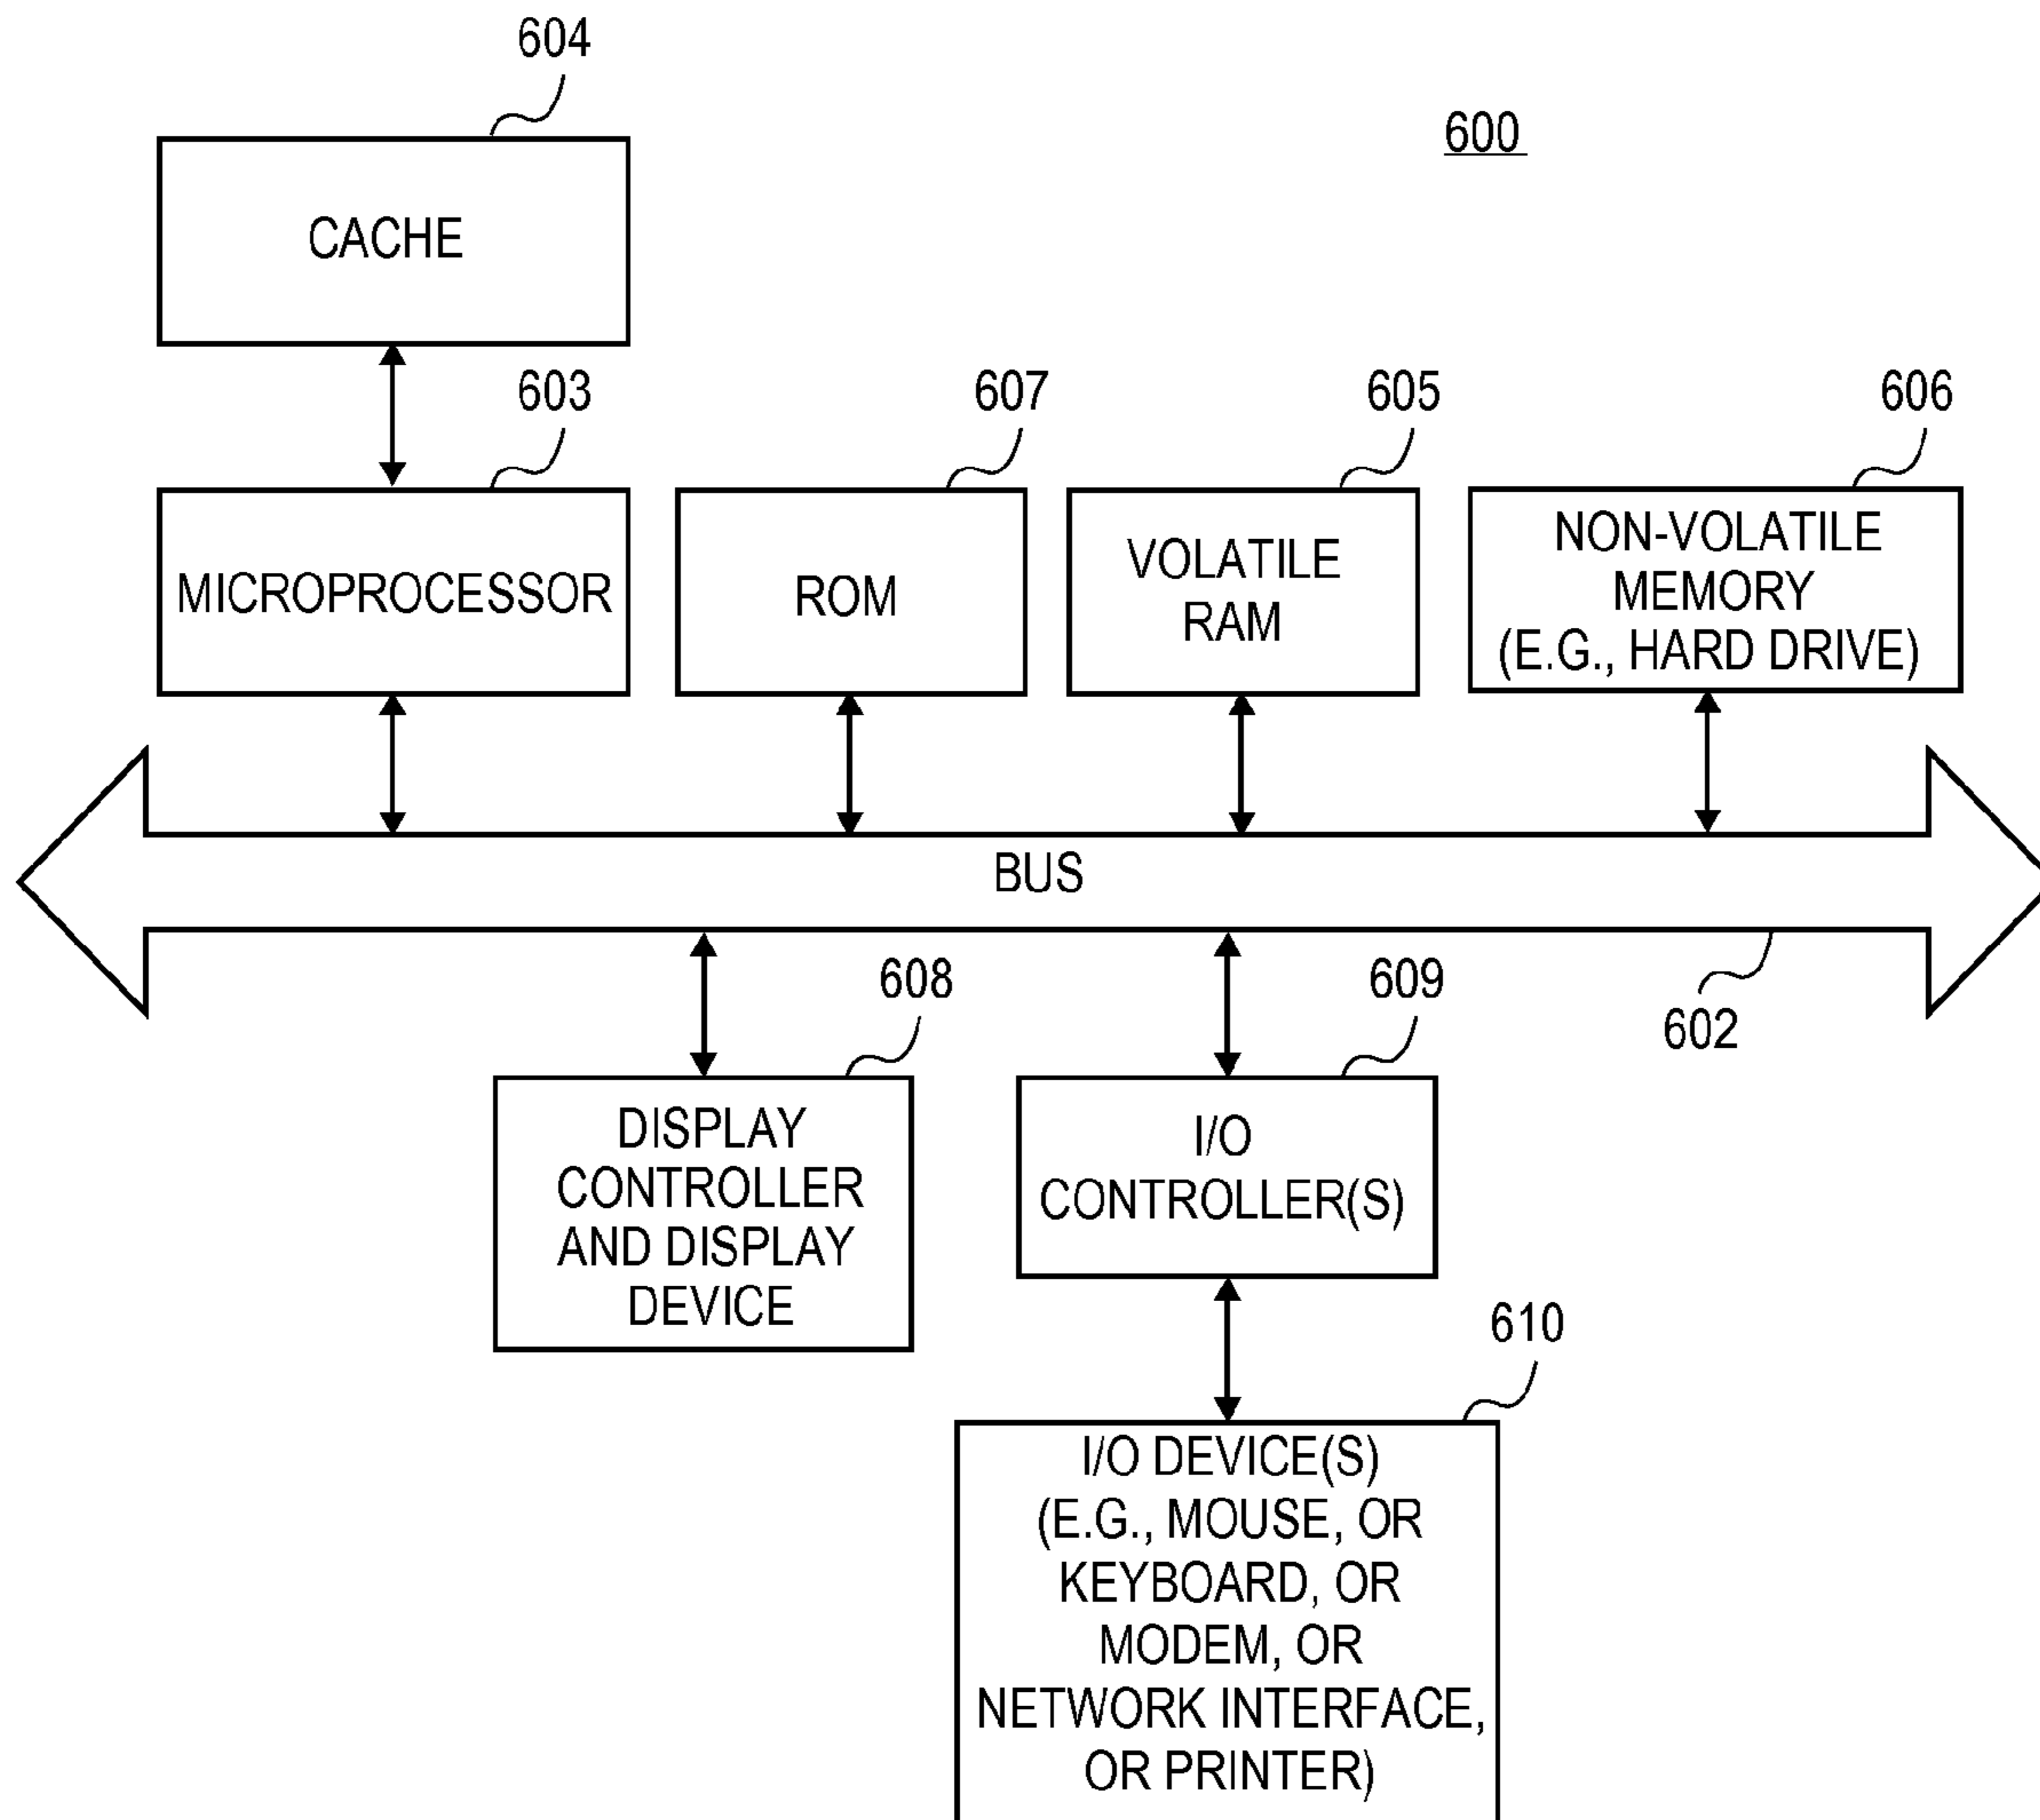 604
600
CACHE
603
607
605
606
MICROPROCESSOR
ROM
VOLATILE
RAM
NON-VOLATILE
MEMORY
(E.G., HARD DRIVE)
BUS
608
609
602
DISPLAY
CONTROLLER
AND DISPLAY
DEVICE
I/O
CONTROLLER(S)
610
I/O DEVICE(S)
(E.G., MOUSE, OR
KEYBOARD, OR
MODEM, OR
NETWORK INTERFACE,
OR PRINTER)